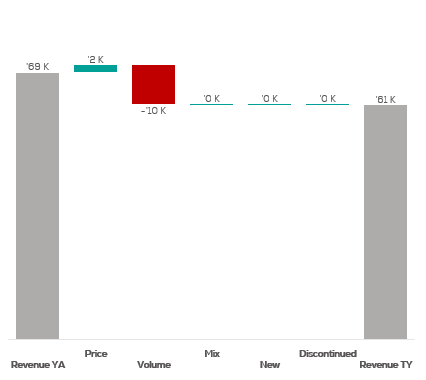 '69 K
'2 K
-'10 K
'0 K
'0 K
'0 K
'61 K
Revenue YA
Price
Volume
Mix
New
Discontinued
Revenue TY